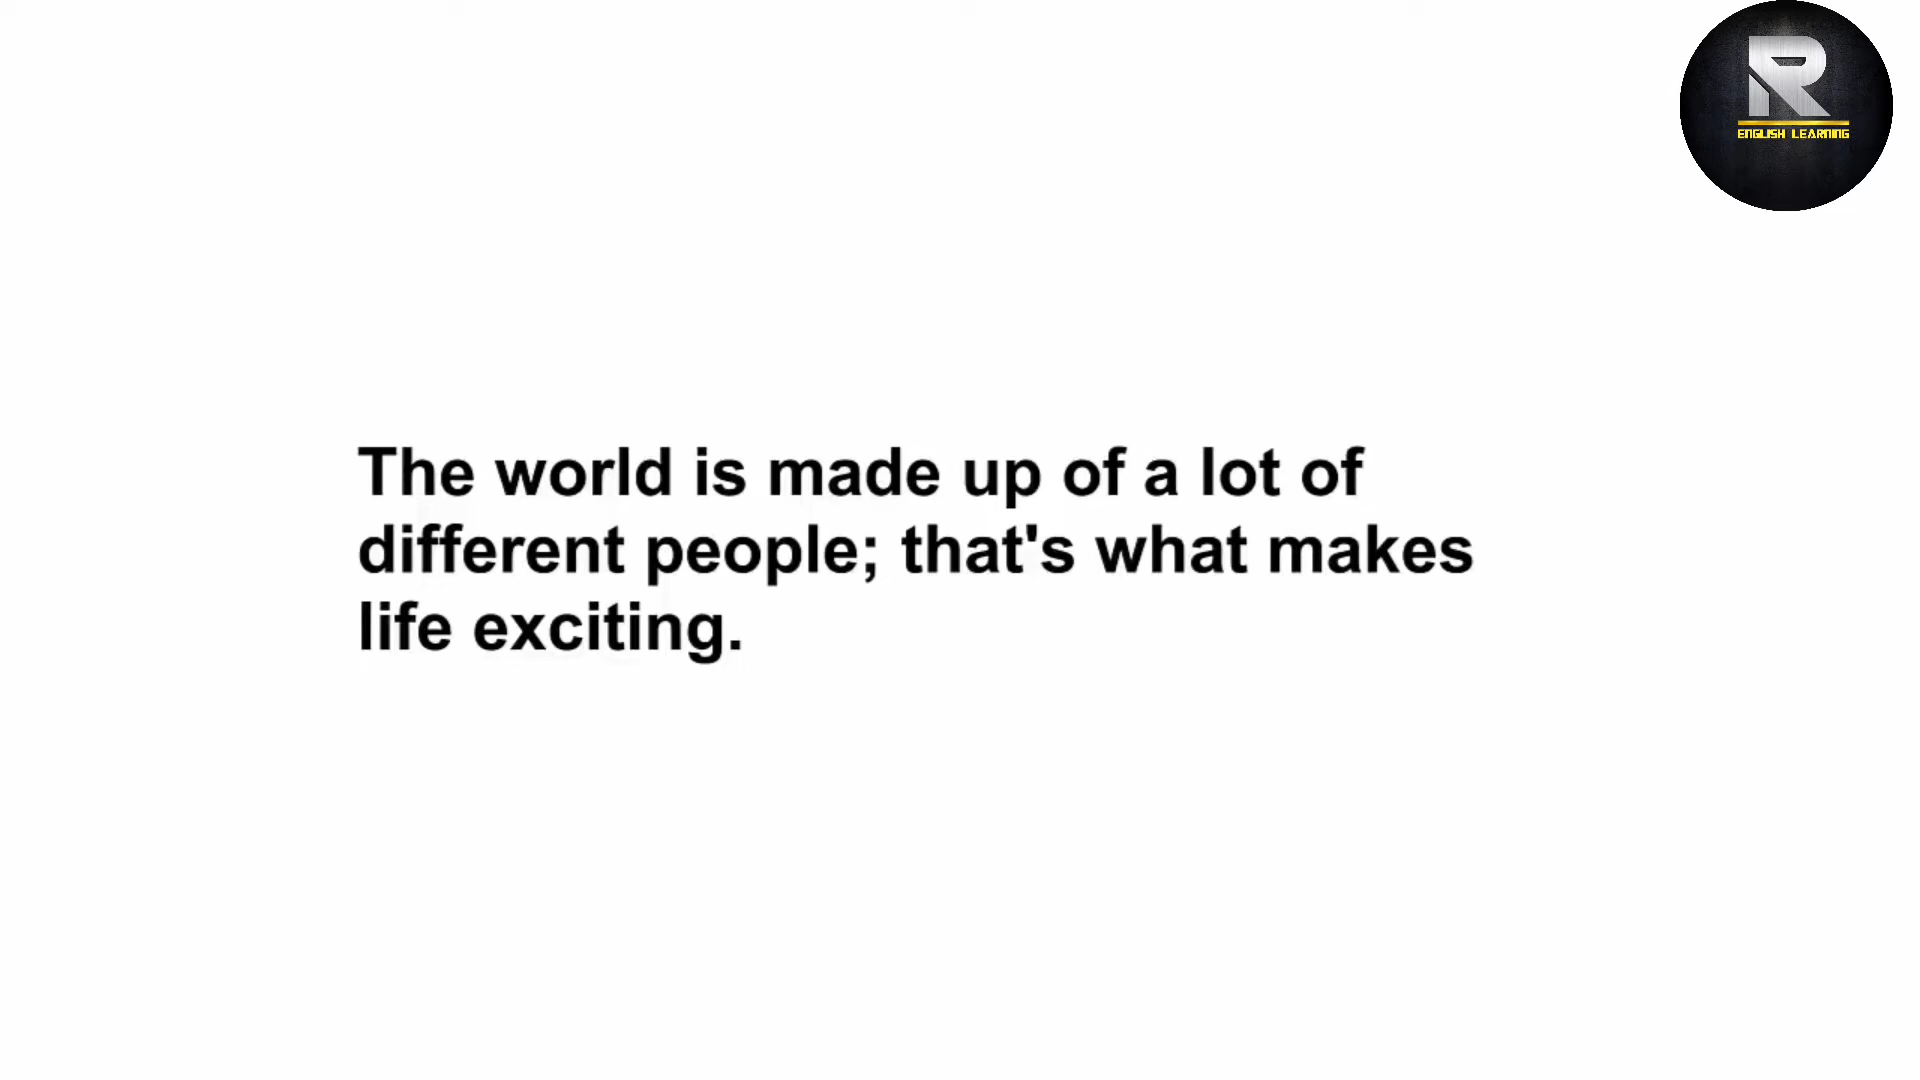 R
ENGLISH LEARNING
The world is made up of a lot of
different people; that's what makes
life exciting.